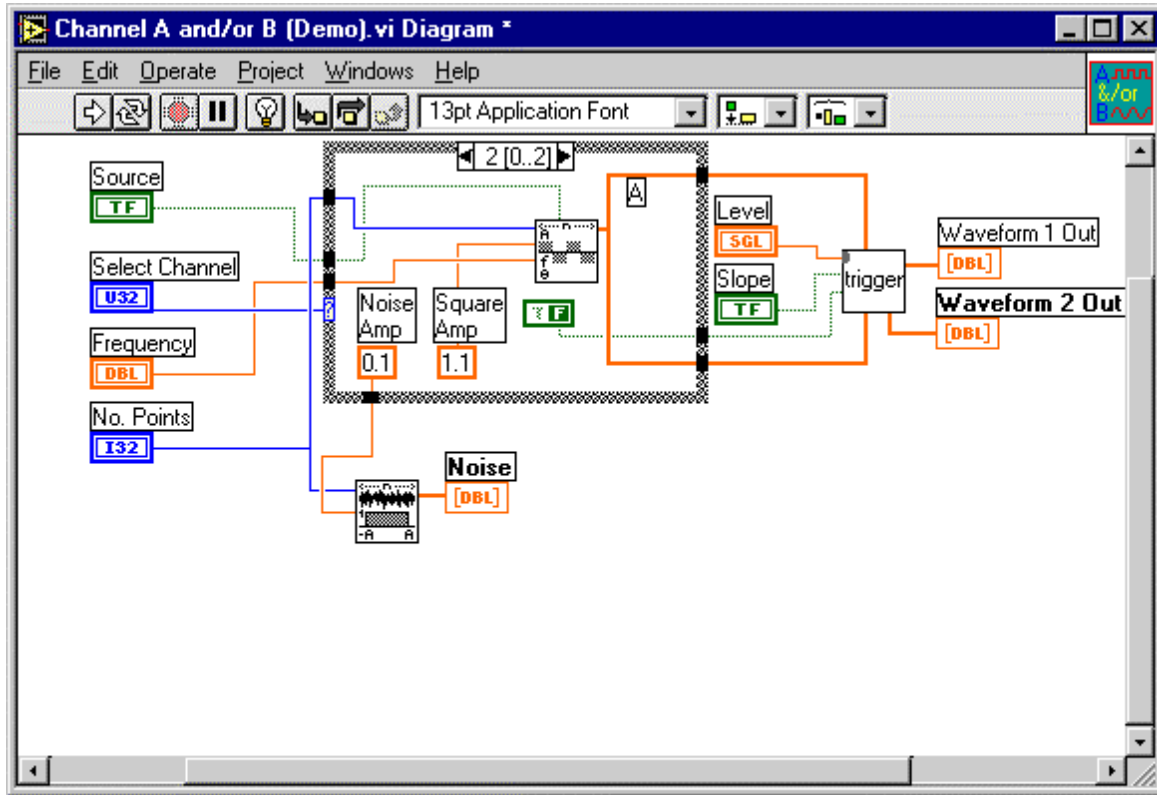 Channel A and/or B (Demo).vi Diagram *
File Edit Operate Project Windows Help
13pt Application Font
A
&/or
B
2 [0..2]
Source
TF
A
Level
SGL
Waveform 1 Out
[DBL]
Select Channel
U32
?
Slope
TF
trigger
Waveform 2 Out
[DBL]
Noise
Amp
0.1
Square
Amp
1.1
F
Frequency
DBL
No. Points
I32
Noise
[DBL]
n
A
f
n
1
-A A